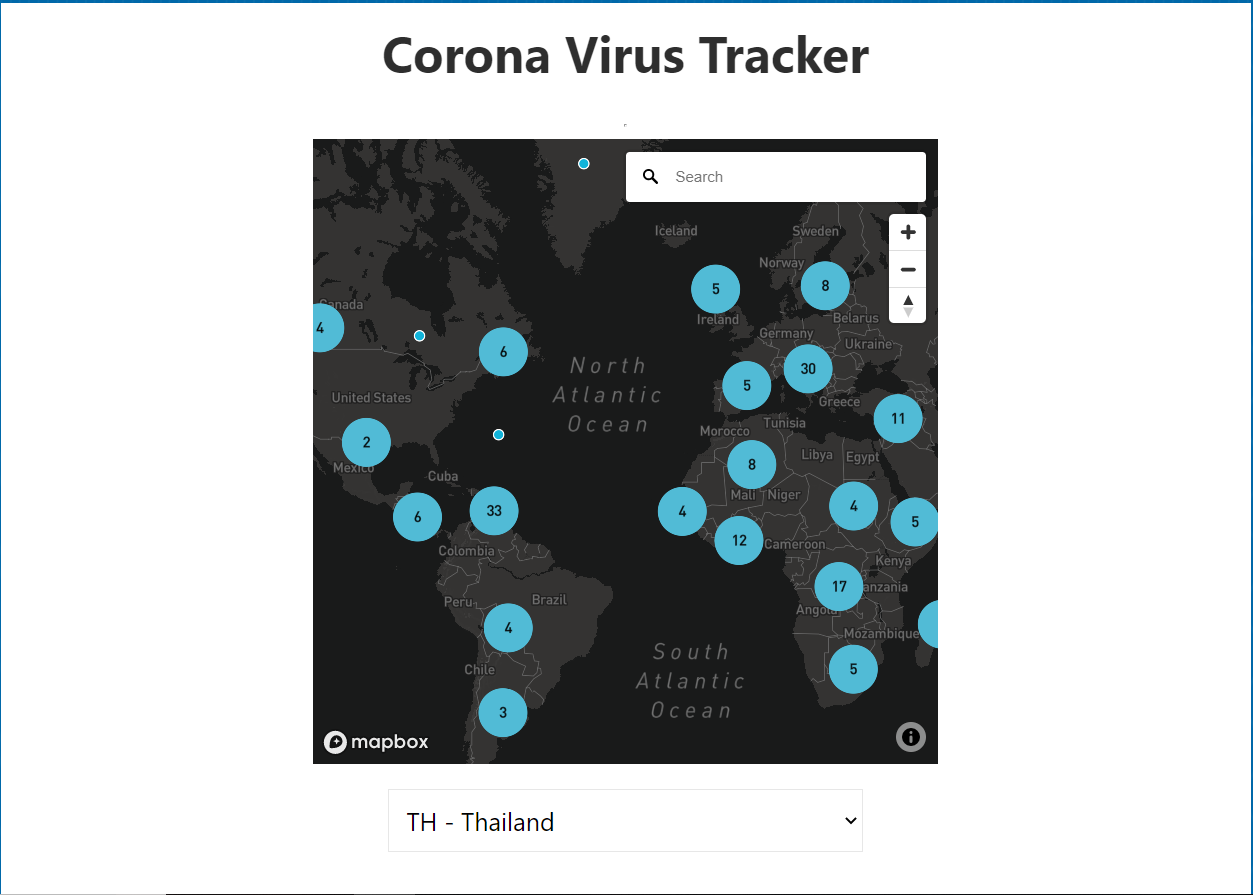 Corona Virus Tracker
Search
Iceland
Sweden
Norway
5
8
Ireland
Canada
Belarus
4
Germany
Ukraine
6
North
Atlantic
Ocean
30
5
United States
Greece
11
Tunisia
Morocco
2
Mexico
Libya
Egypt
8
Cuba
Mali
Niger
6
33
4
4
5
12
Cameroon
Colombia
Kenya
17
anzania
Peru
Brazil
Angola
4
Mozambique
South
Atlantic
Ocean
Chile
5
3
mapbox
TH - Thailand